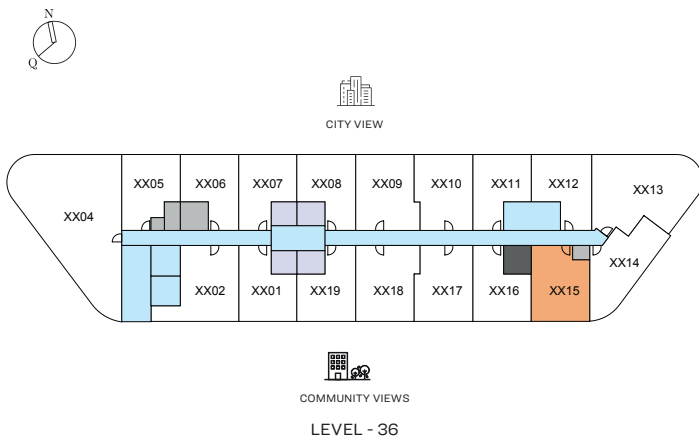 N
Q
CITY VIEW
XX05 XX06 XX07 XX08 XX09 XX10 XX11 XX12 XX13
XX04
XX14
XX02 XX01 XX19 XX18 XX17 XX16 XX15
COMMUNITY VIEWS
LEVEL - 36